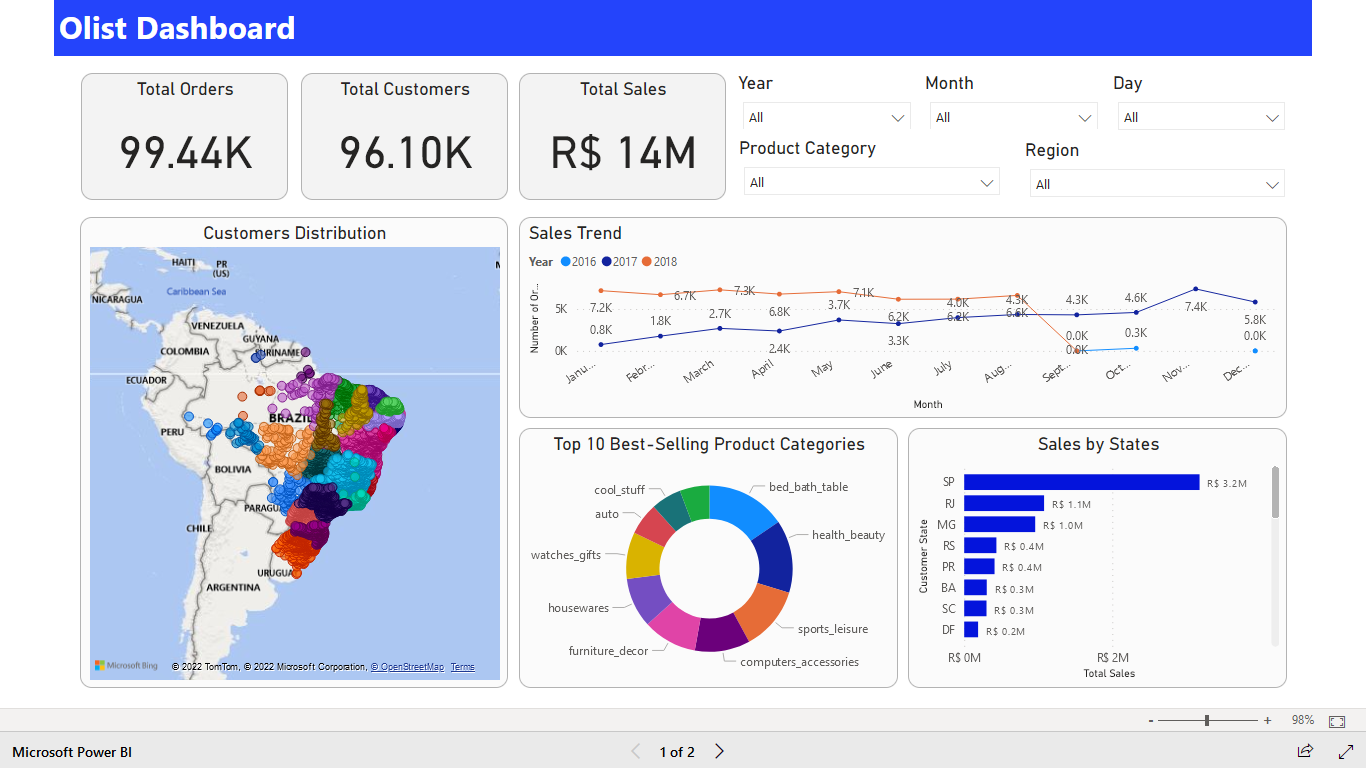 Olist Dashboard
Total Orders
99.44K
Total Customers
96.10K
Total Sales
R$ 14M
Year
All
Month
All
Day
All
Product Category
All
Region
All
Customers Distribution
HAITI
PR
(US)
NICARAGUA
Caribbean Sea
VENEZUELA
GUYANA
SURINAME
COLOMBIA
ECUADOR
BRAZIL
PERU
BOLIVIA
PARAGU
CHILE
URUGUA
ARGENTINA
Microsoft Bing
© 2022 TomTom, © 2022 Microsoft Corporation, © OpenStreetMap Terms
Sales Trend
Year 2016 2017 2018
Number of Or...
5K
0K
7.2K 6.7K 7.3K 6.8K 7.1K 6.2K 6.3K 6.6K 0.0K
0.8K 1.8K 2.7K 2.4K 3.7K 3.3K 4.0K 4.3K 4.3K 4.6K 7.4K 5.8K
0.0K 0.3K 0.0K
Janu... Febr... March April May June July Aug... Sept... Oct... Nov... Dec...
Month
Top 10 Best-Selling Product Categories
cool_stuff
bed_bath_table
auto
health_beauty
watches_gifts
housewares
sports_leisure
furniture_decor
computers_accessories
Sales by States
Customer State
SP R$ 3.2M
RJ R$ 1.1M
MG R$ 1.0M
RS R$ 0.4M
PR R$ 0.4M
BA R$ 0.3M
SC R$ 0.3M
DF R$ 0.2M
R$ 0M R$ 2M
Total Sales
- + 98%
Microsoft Power BI
1 of 2